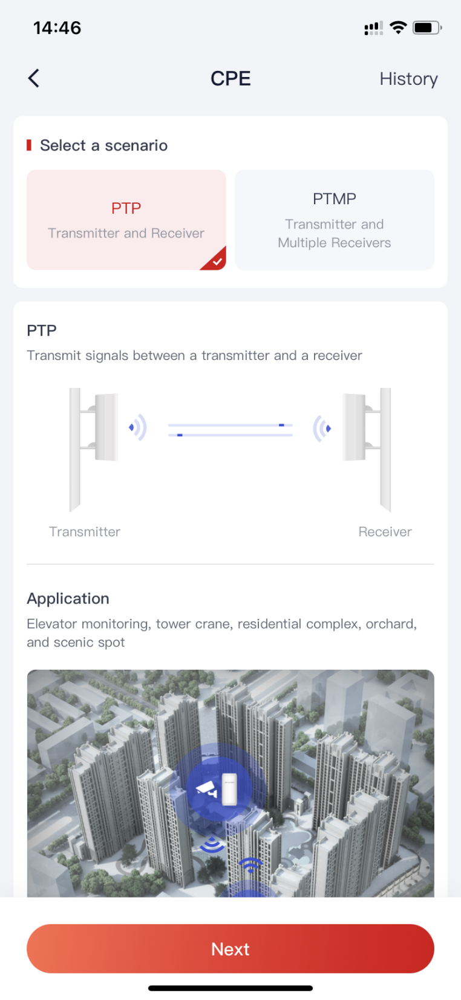 14:46
CPE
History
Select a scenario
PTP
Transmitter and Receiver
PTMP
Transmitter and
Multiple Receivers
PTP
Transmit signals between a transmitter and a receiver
Transmitter
Receiver
Application
Elevator monitoring, tower crane, residential complex, orchard,
and scenic spot
Next